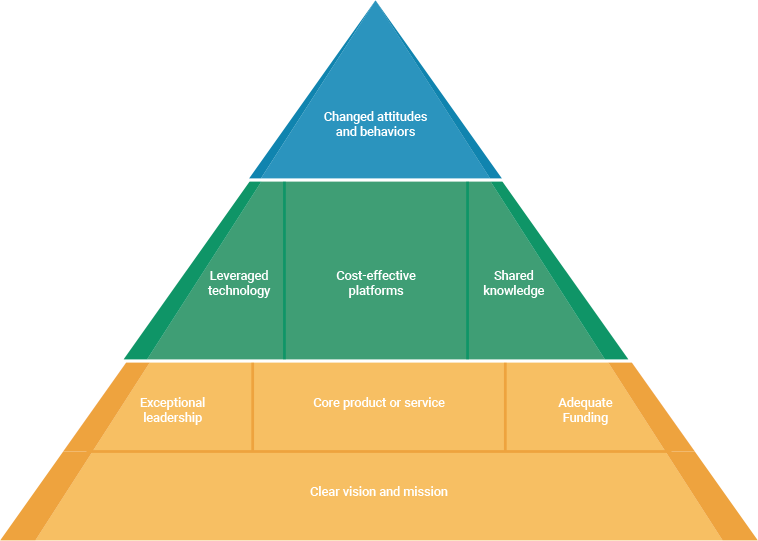 Changed attitudes
and behaviors
Leveraged
technology
Cost-effective
platforms
Shared
knowledge
Exceptional
leadership
Core product or service
Adequate
Funding
Clear vision and mission